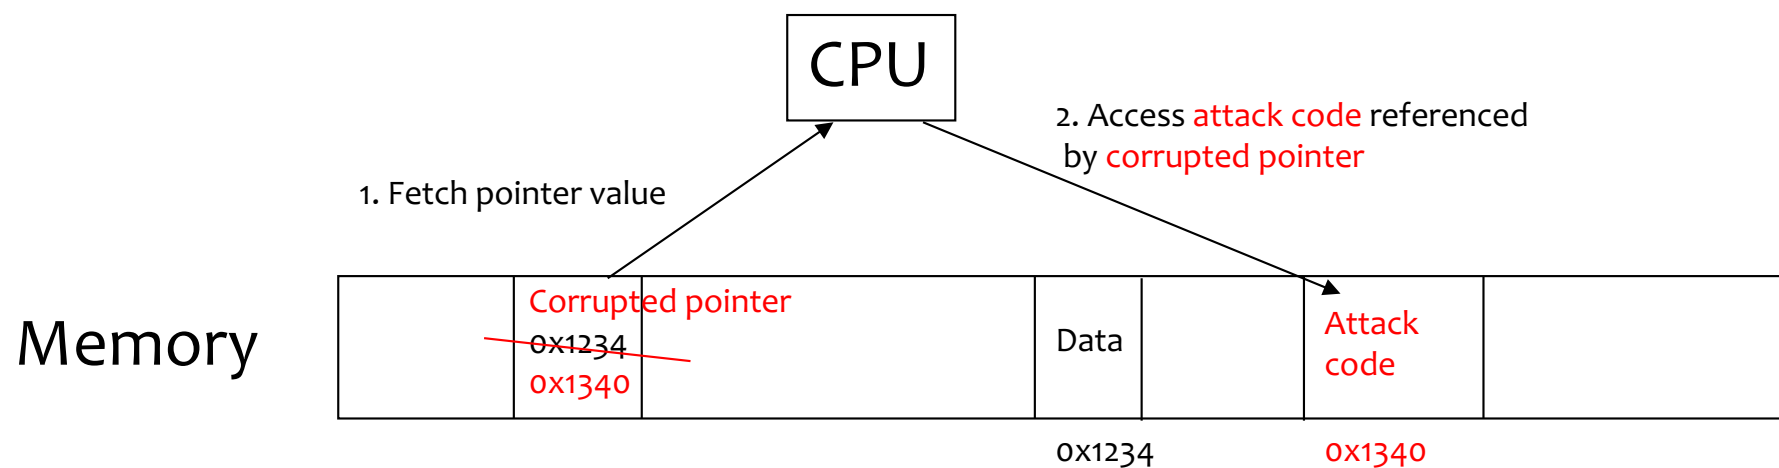 CPU
2. Access attack code referenced
by corrupted pointer
1. Fetch pointer value
Memory
Corrupted pointer
0x1234
0x1340
Data
Attack
code
0x1234
0x1340